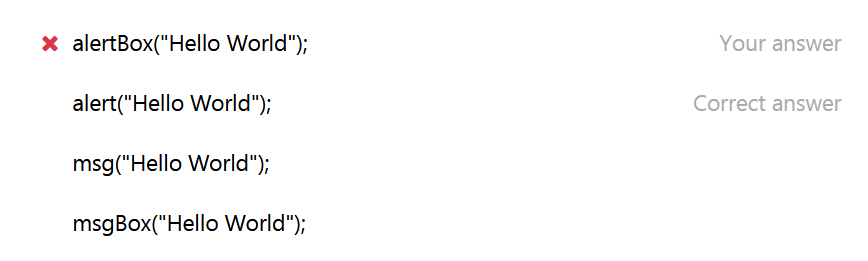 alertBox("Hello World"); Your answer
alert("Hello World"); Correct answer
msg("Hello World");
msgBox("Hello World");